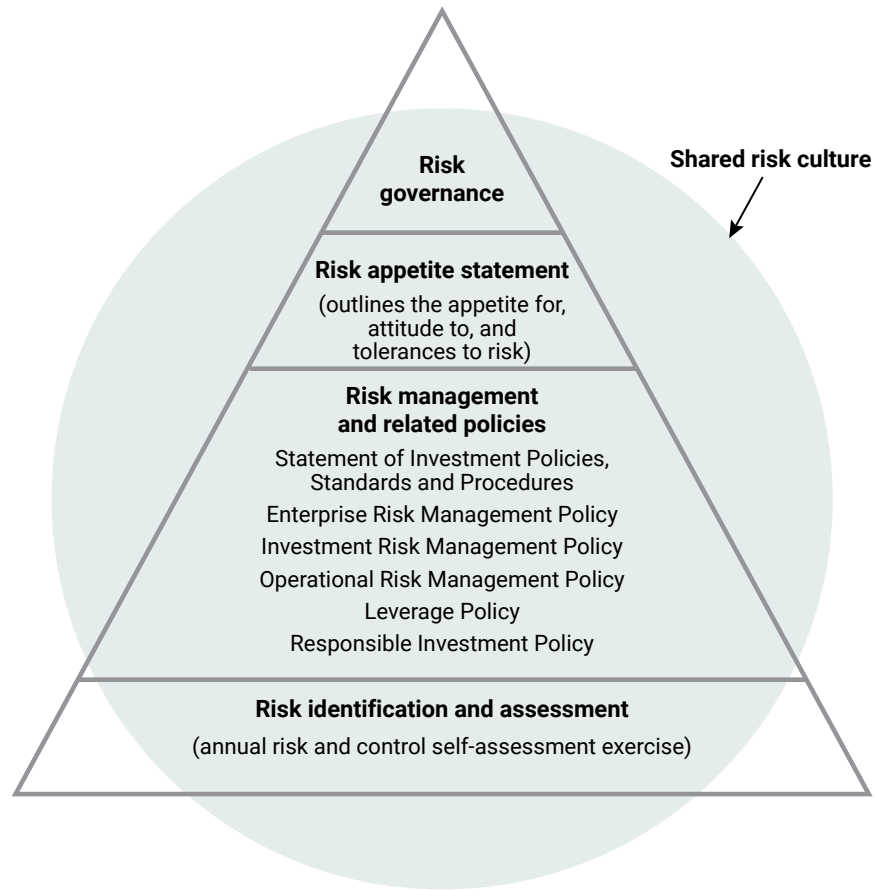 Shared risk culture
Risk
governance
Risk appetite statement
(outlines the appetite for,
attitude to, and
tolerances to risk)
Risk management
and related policies
Statement of Investment Policies,
Standards and Procedures
Enterprise Risk Management Policy
Investment Risk Management Policy
Operational Risk Management Policy
Leverage Policy
Responsible Investment Policy
Risk identification and assessment
(annual risk and control self-assessment exercise)